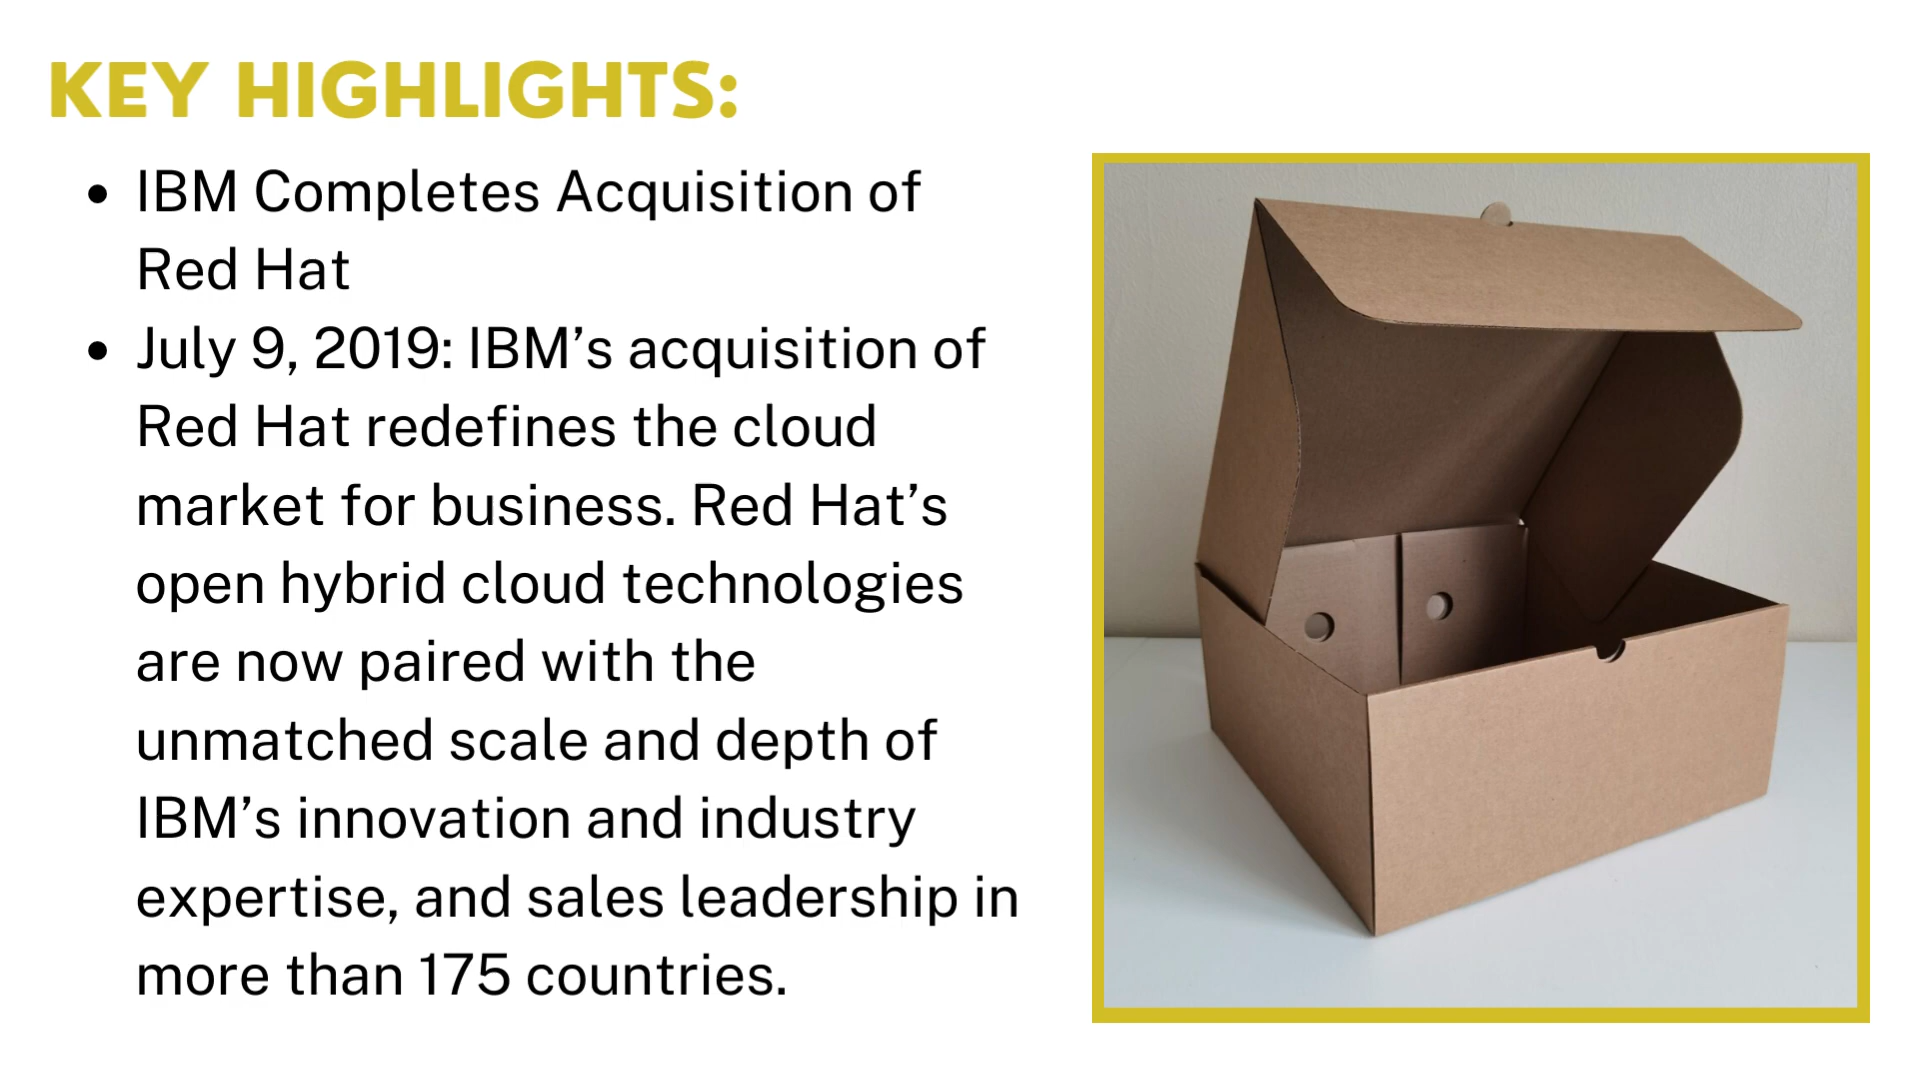 KEY HIGHLIGHTS:
• IBM Completes Acquisition of
Red Hat
• July 9, 2019: IBM’s acquisition of
Red Hat redefines the cloud
market for business. Red Hat’s
open hybrid cloud technologies
are now paired with the
unmatched scale and depth of
IBM’s innovation and industry
expertise, and sales leadership in
more than 175 countries.